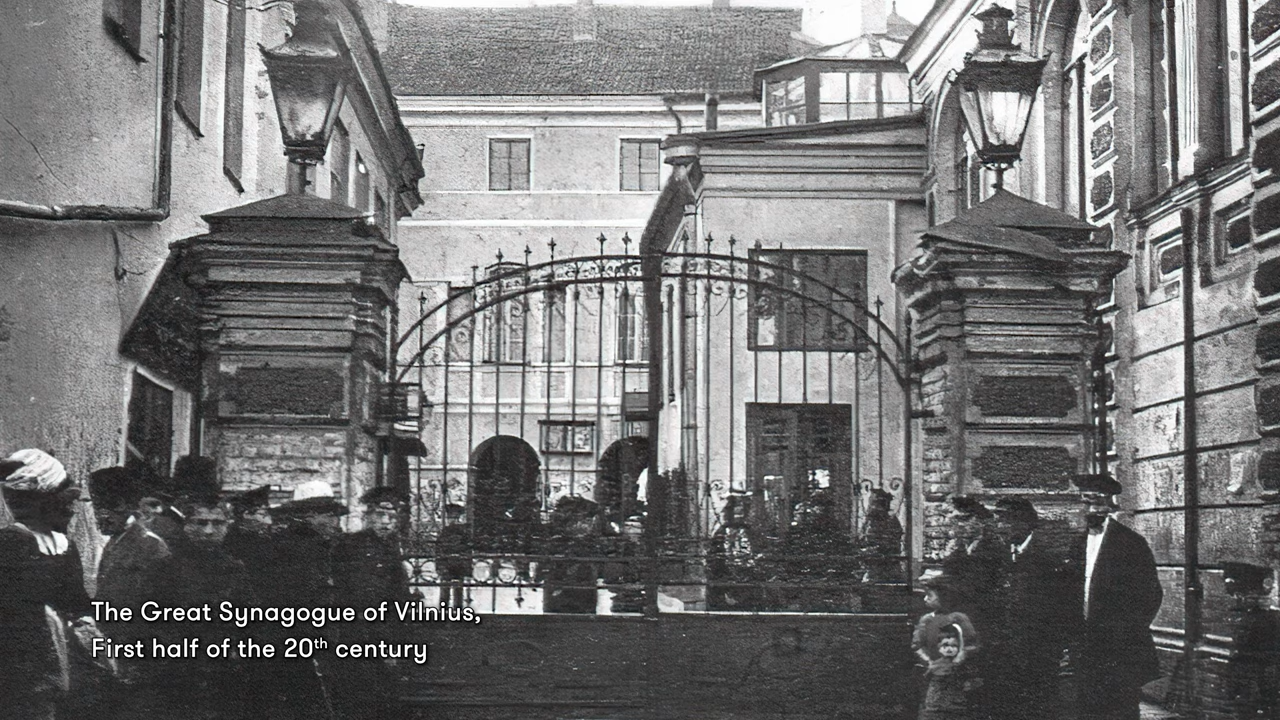 The Great Synagogue of Vilnius,
First half of the 20th century